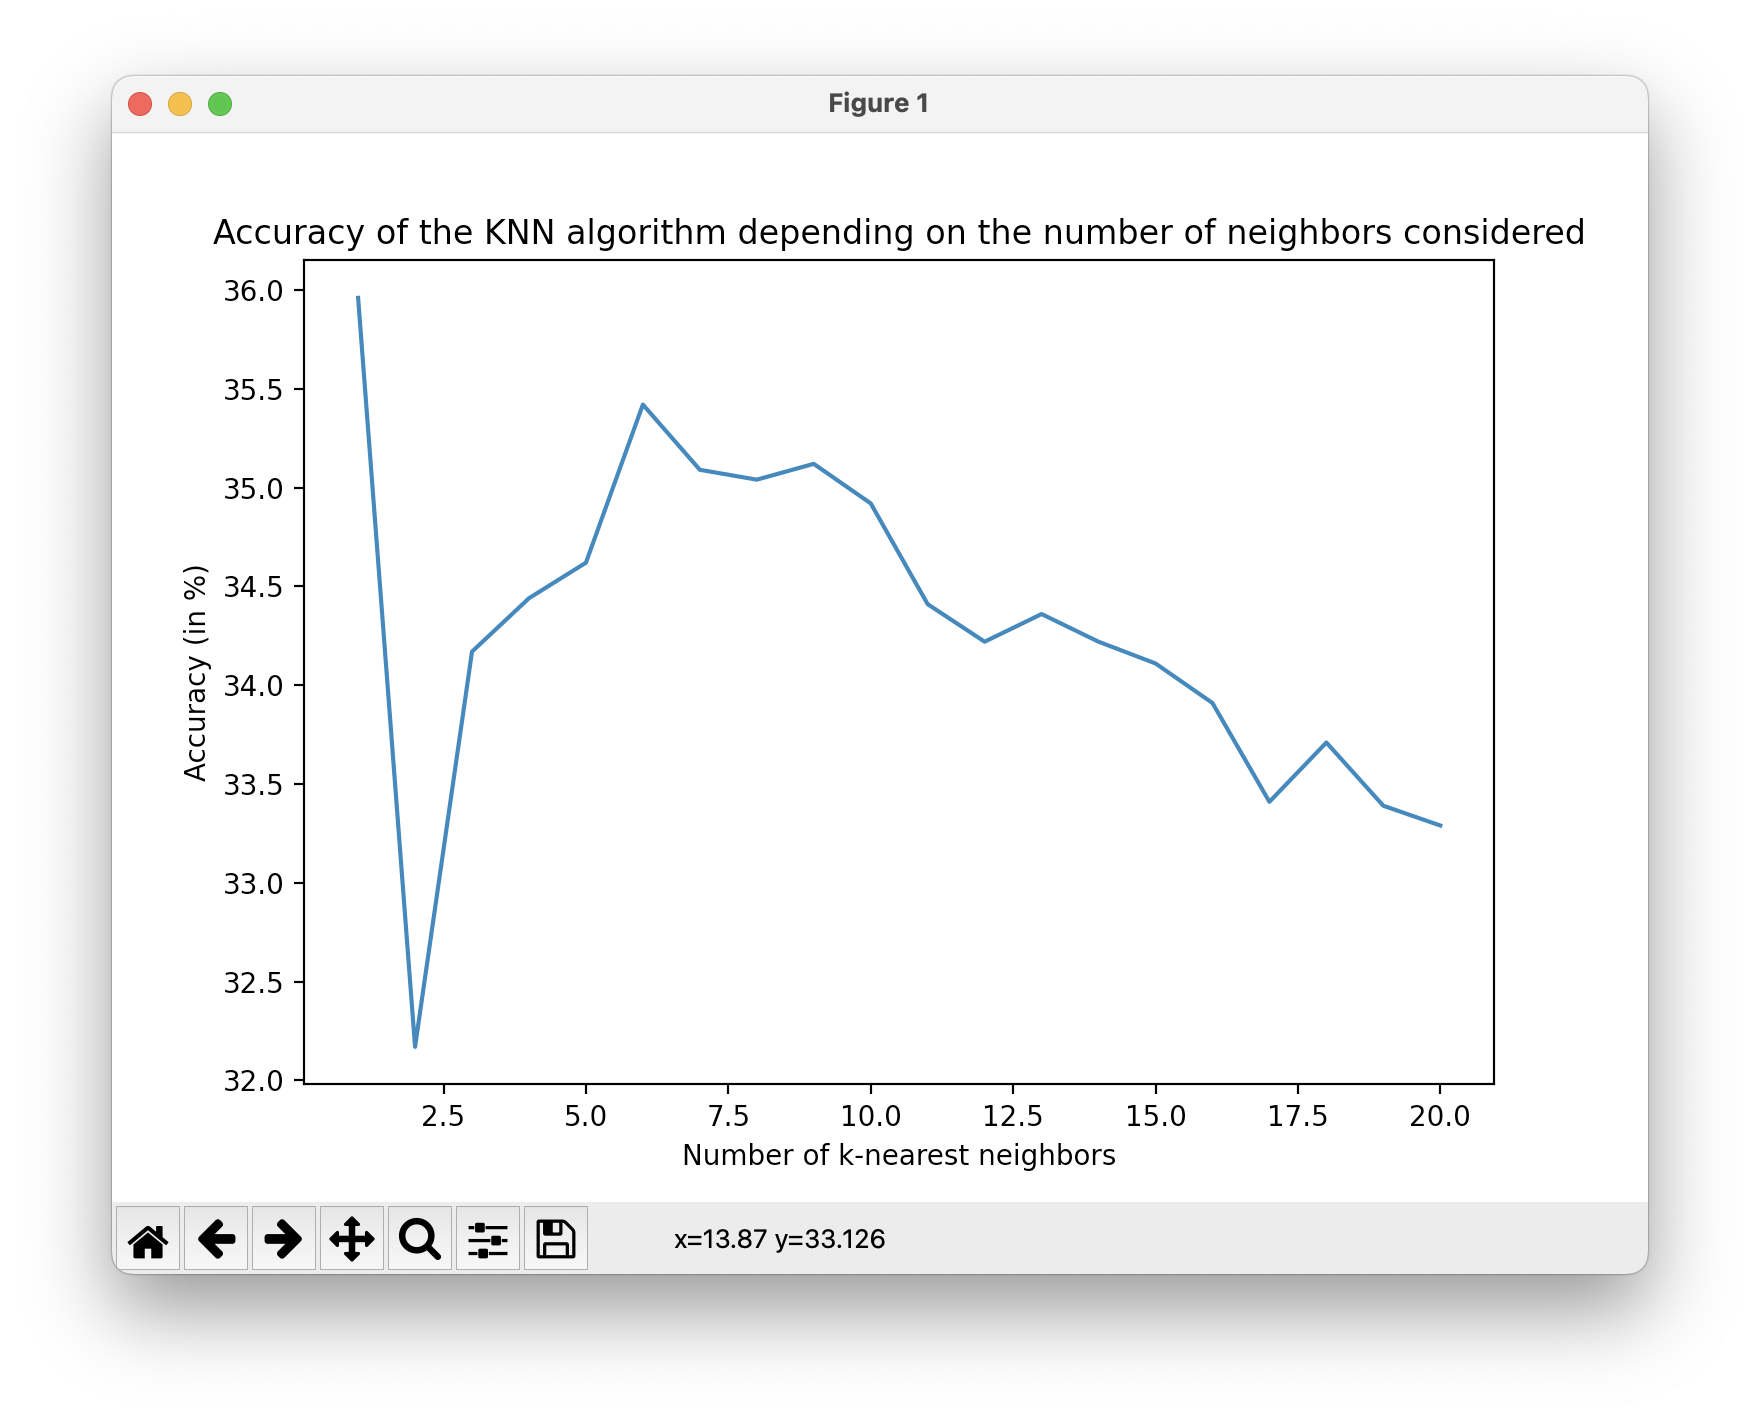 Figure 1
Accuracy of the KNN algorithm depending on the number of neighbors considered
36.0
35.5
35.0
34.5
34.0
33.5
33.0
32.5
32.0
Accuracy (in %)
2.5 5.0 7.5 10.0 12.5 15.0 17.5 20.0
Number of k-nearest neighbors
x=13.87 y=33.126